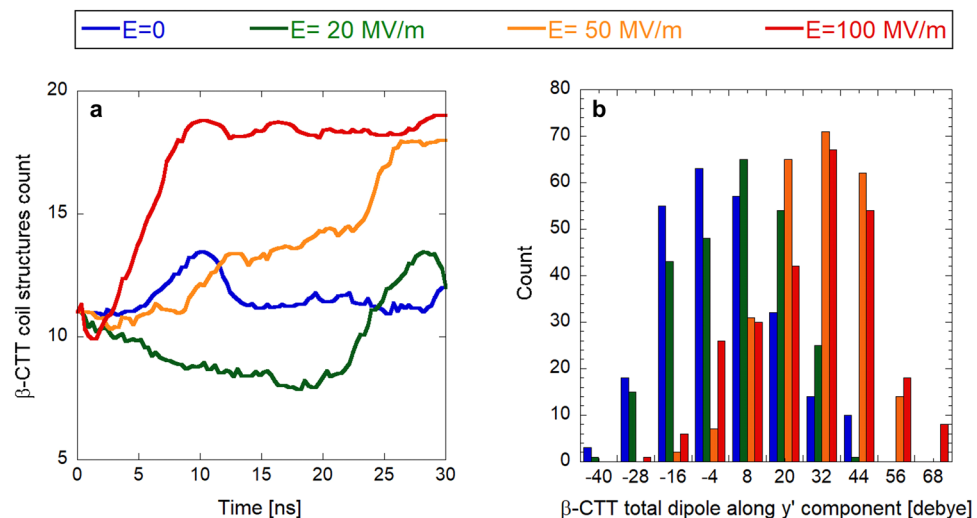 E=0 E= 20 MV/m E= 50 MV/m E=100 MV/m
a
β-CTT coil structures count
20
15
10
5
0 5 10 15 20 25 30
Time [ns]
b
Count
80
70
60
50
40
30
20
10
0
-40 -28 -16 -4 8 20 32 44 56 68
β-CTT total dipole along y' component [debye]